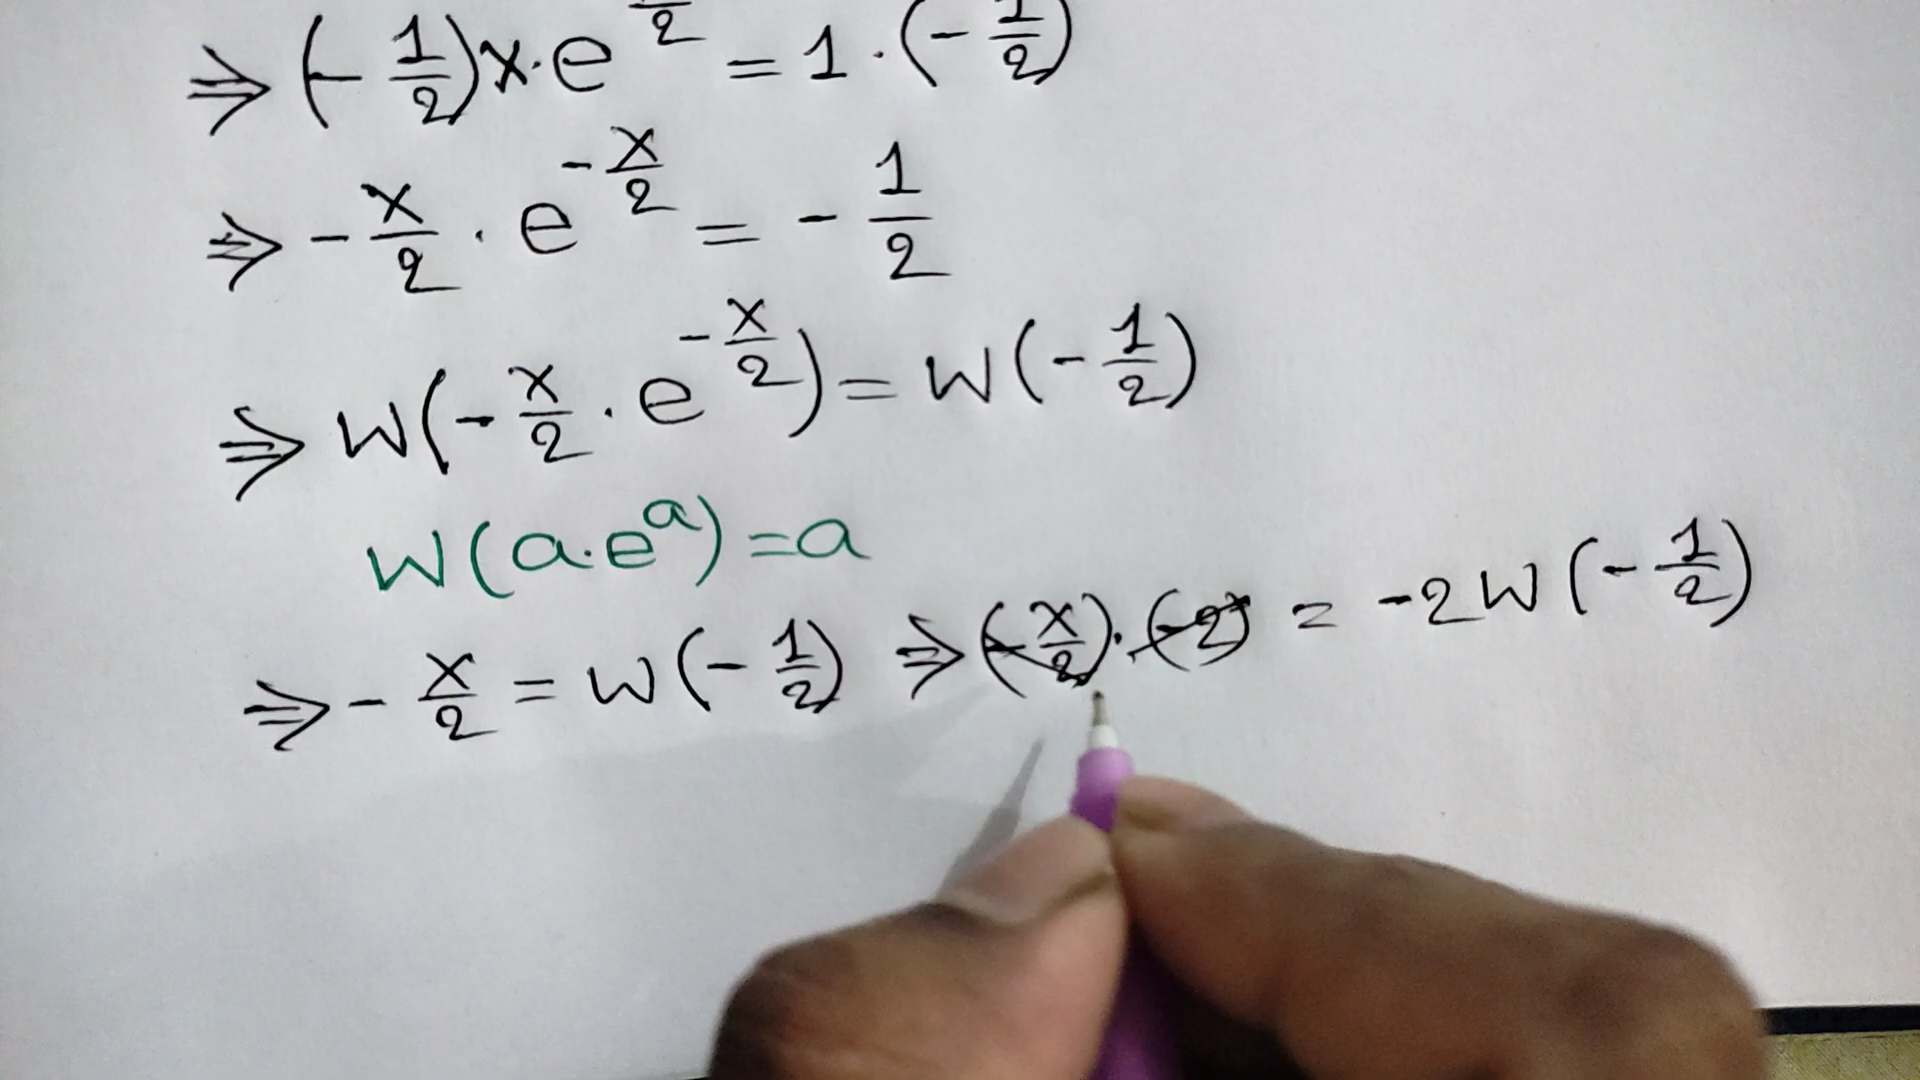 ⇒ (-1/2)x·e^(x/2) = 1·(-1/2)
⇒ -x/2 · e^(-x/2) = -1/2
⇒ W(-x/2 · e^(-x/2)) = W(-1/2)
W(a·e^a) = a
⇒ -x/2 = W(-1/2) ⇒ (-x/2)·(-2) = -2W(-1/2)